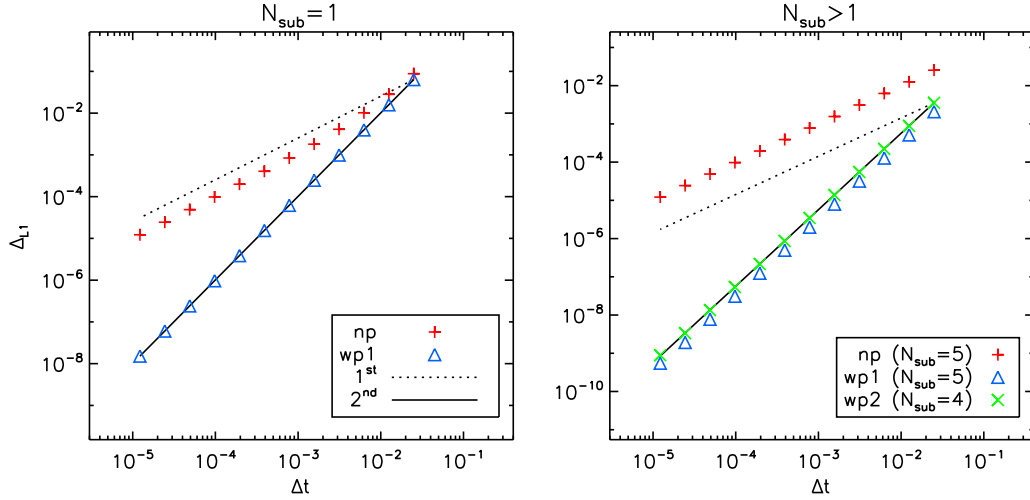 N_sub=1
10^-2
10^-4
10^-6
10^-8
Δ_L1
10^-5
10^-4
10^-3
10^-2
10^-1
Δt
np
wp1
1^st
2^nd
N_sub>1
10^-2
10^-4
10^-6
10^-8
10^-10
10^-5
10^-4
10^-3
10^-2
10^-1
Δt
np (N_sub=5)
wp1 (N_sub=5)
wp2 (N_sub=4)